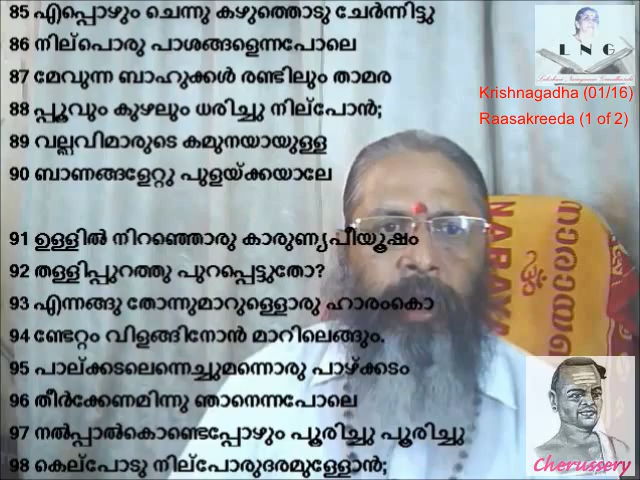 85 എപ്പൊഴും ചെന്നു കഴുത്തൊടു ചേർന്നിട്ടു
86 നില്പൊരു പാശങ്ങളെന്നപോലെ
87 മേവുന്ന ബാഹുക്കൾ രണ്ടിലും താമര
88 പ്പൂവും കുഴലും ധരിച്ചു നില്പോൻ;
89 വല്ലവിമാരുടെ കമുനയായുള്ള
90 ബാണങ്ങളേറ്റു പുളയ്ക്കയാലേ
91 ഉള്ളിൽ നിറഞ്ഞൊരു കാരുണ്യപീയൂഷം
92 തള്ളിപ്പുറത്തു പുറപ്പെട്ടുതോ?
93 എന്നങ്ങു തോന്നുമാറുള്ളൊരു ഹാരംകൊ
94 ണ്ടേറ്റം വിളങ്ങിനോൻ മാറിലെങ്ങും.
95 പാല്ക്കടലെന്നെച്ചുമന്നൊരു പാഴ്ക്കടം
96 തീർക്കേണമിന്നു ഞാനെന്നപോലെ
97 നൽപ്പാൽകൊണ്ടെപ്പോഴും പൂരിച്ചു പൂരിച്ചു
98 കെല്പോടു നില്പോരുദരമുള്ളോൻ;
L N G
Krishnagadha (01/16)
Raasakreeda (1 of 2)
NARAYA
നാരായണ
Cherussery